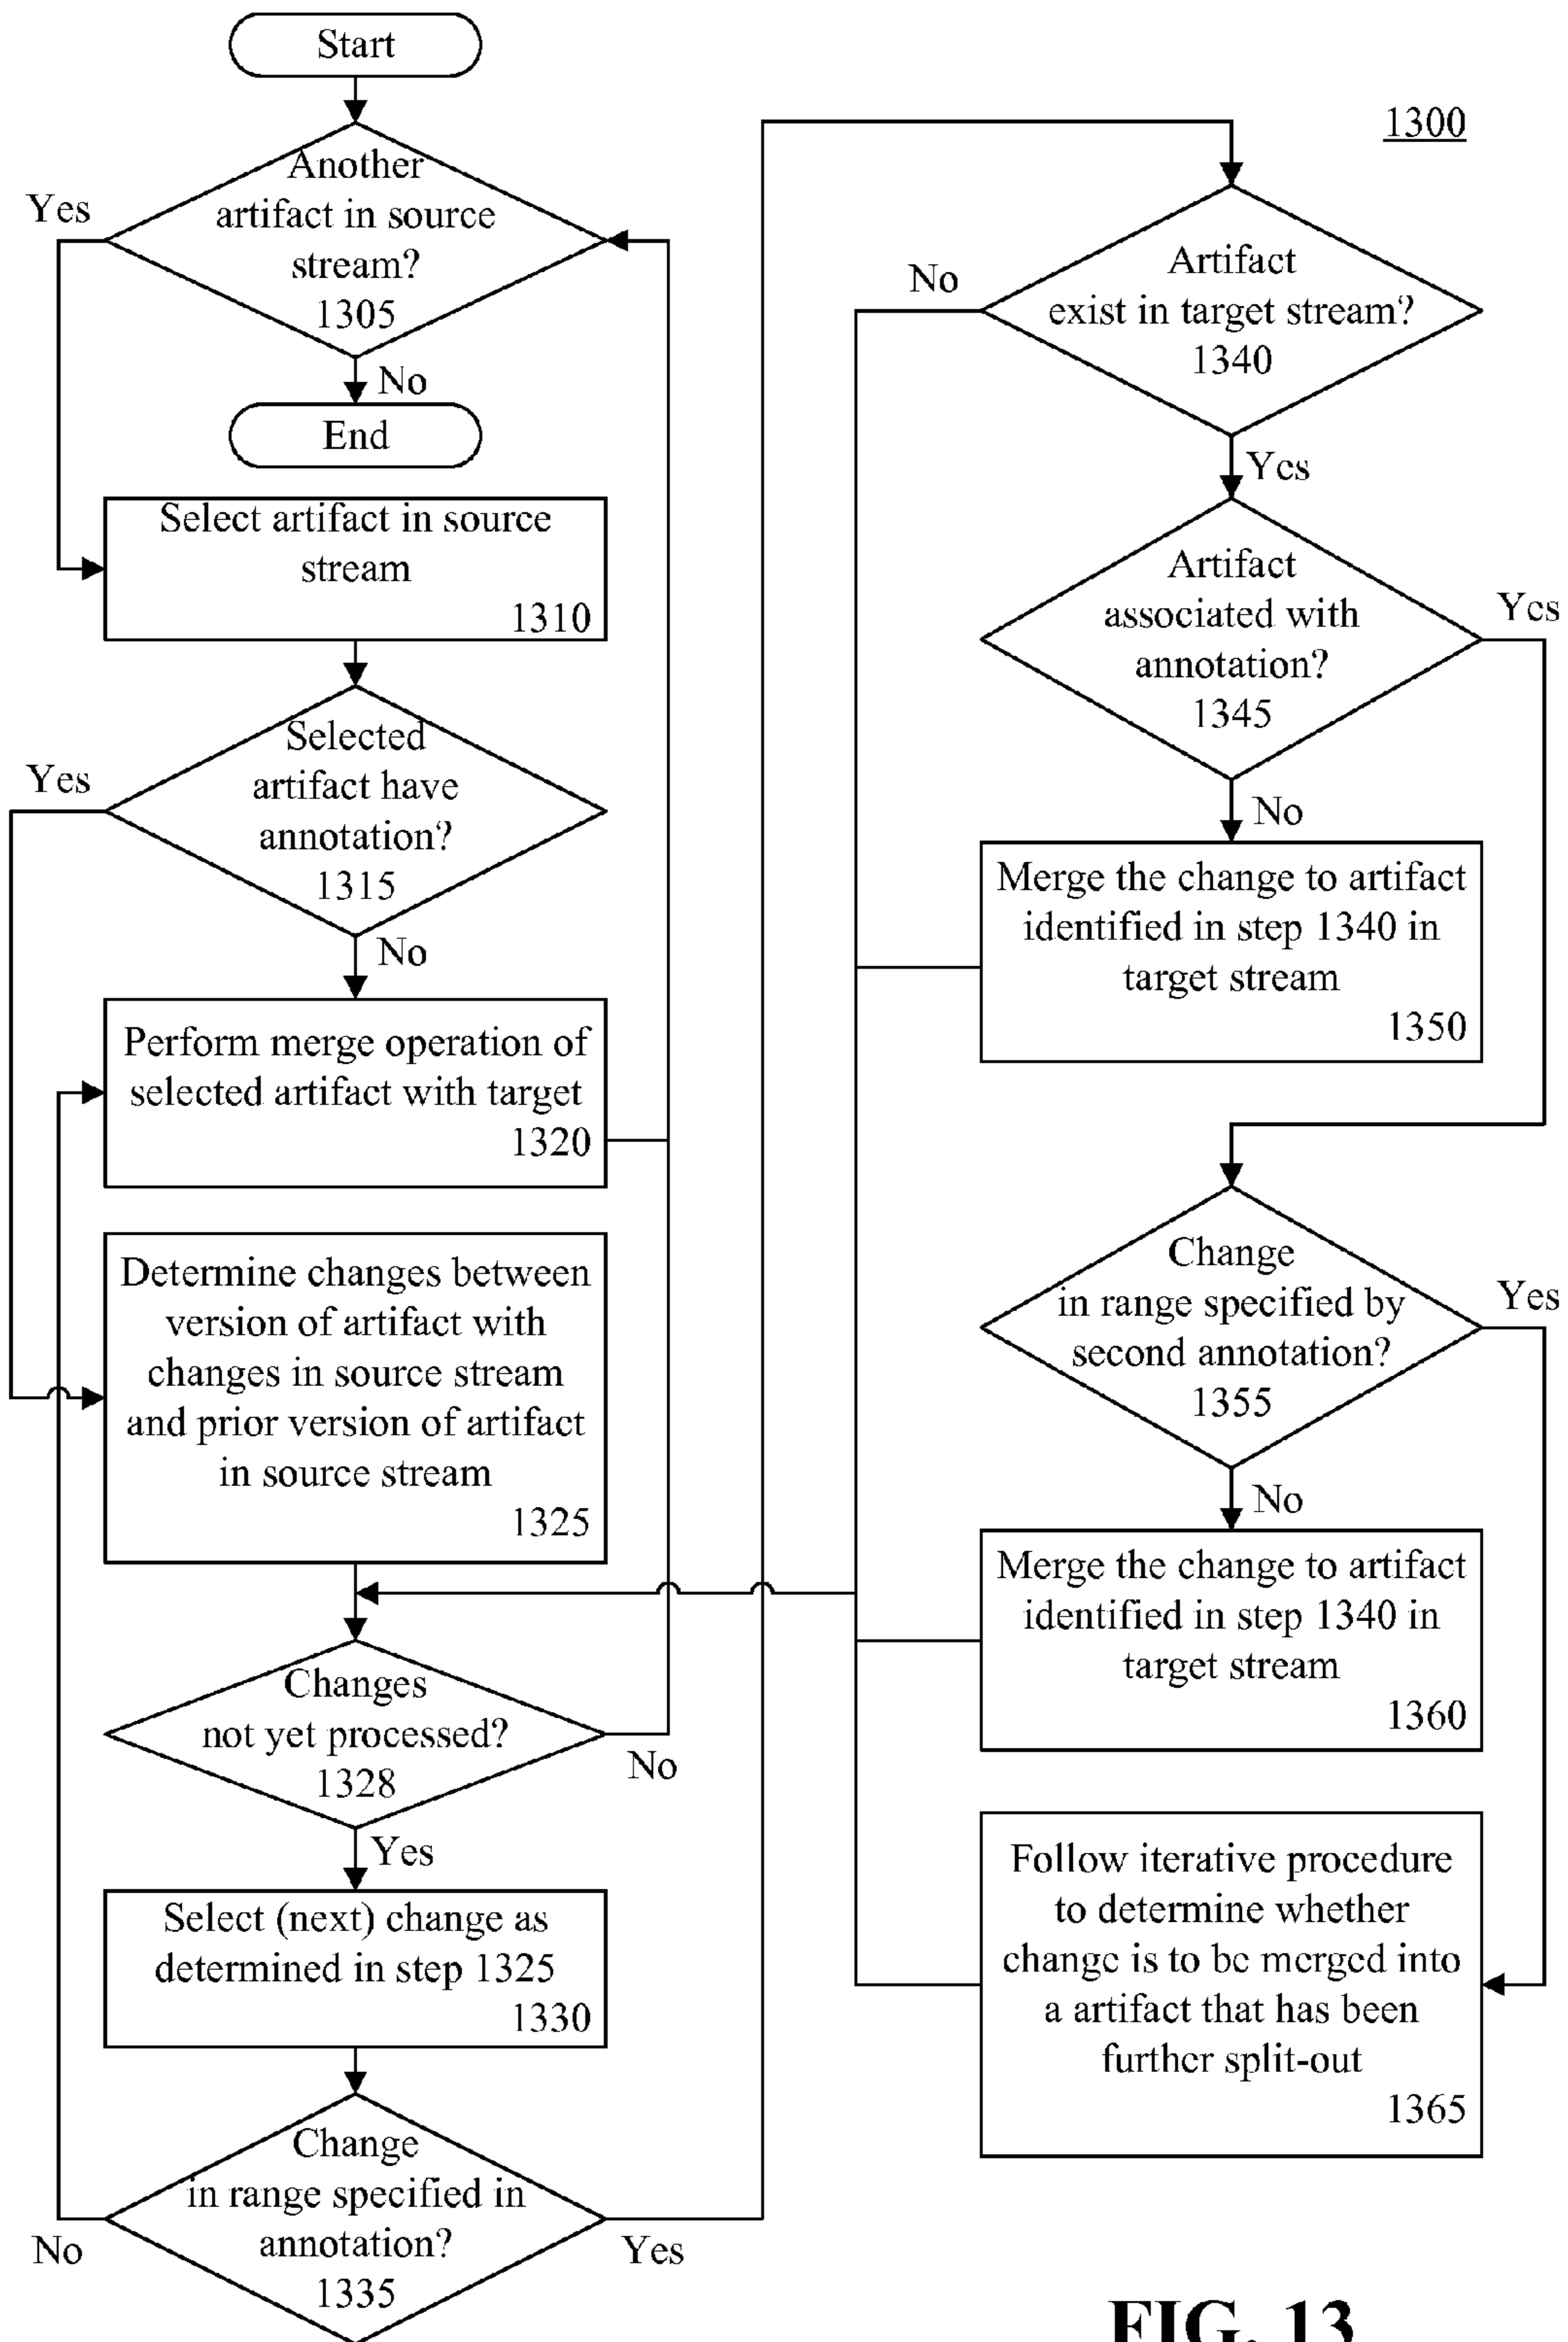 Start
Another
artifact in source
stream?
1305
Yes
No
End
Select artifact in source
stream
1310
Selected
artifact have
annotation?
1315
Yes
No
Perform merge operation of
selected artifact with target
1320
Determine changes between
version of artifact with
changes in source stream
and prior version of artifact
in source stream
1325
Changes
not yet processed?
1328
No
Yes
Select (next) change as
determined in step 1325
1330
Change
in range specified in
annotation?
1335
No
Yes
1300
Artifact
exist in target stream?
1340
No
Yes
Artifact
associated with
annotation?
1345
Yes
No
Merge the change to artifact
identified in step 1340 in
target stream
1350
Change
in range specified by
second annotation?
1355
Yes
No
Merge the change to artifact
identified in step 1340 in
target stream
1360
Follow iterative procedure
to determine whether
change is to be merged into
a artifact that has been
further split-out
1365
FIG. 13